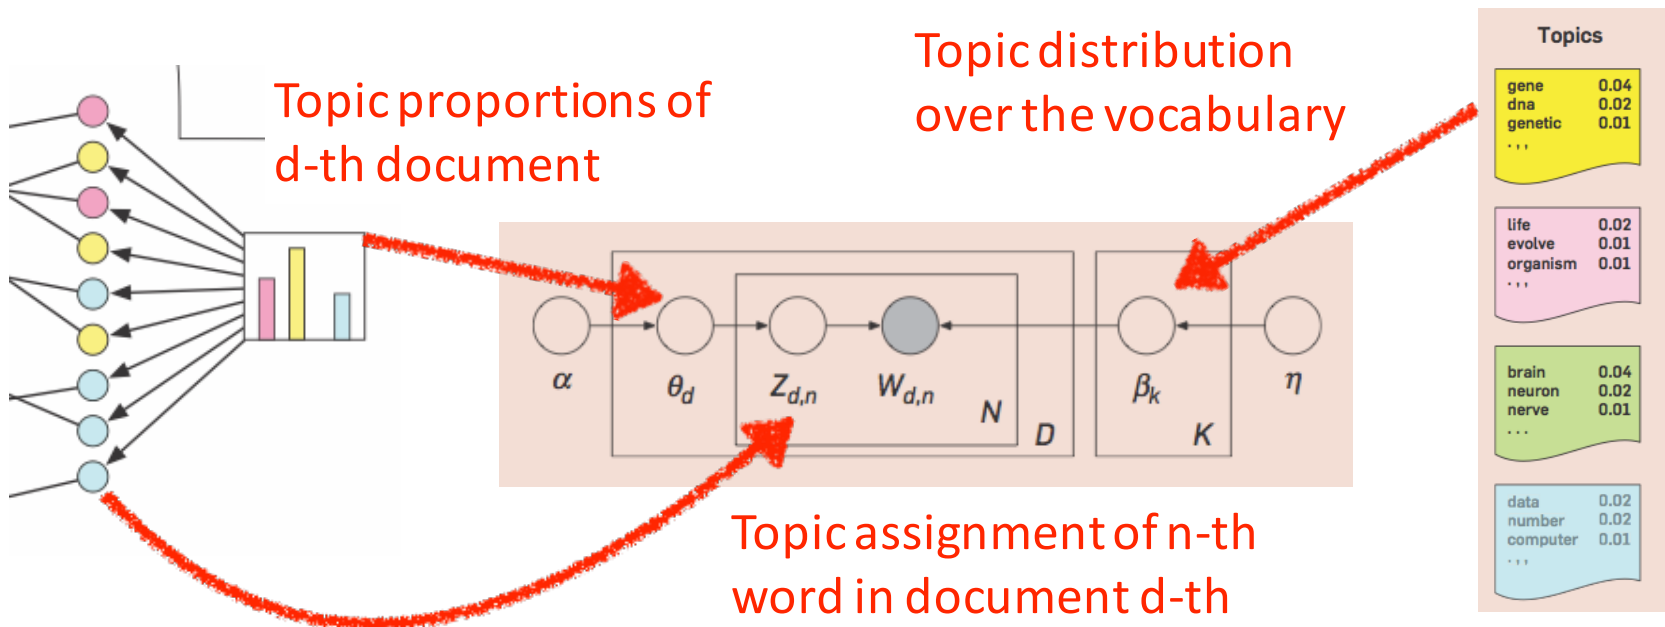 Topic proportions of
d-th document
Topic distribution
over the vocabulary
α
θd
Zd,n
Wd,n
N
D
βk
K
η
Topic assignment of n-th
word in document d-th
Topics
gene 0.04
dna 0.02
genetic 0.01
. , ,
life 0.02
evolve 0.01
organism 0.01
. , ,
brain 0.04
neuron 0.02
nerve 0.01
. . .
data 0.02
number 0.02
computer 0.01
. , ,